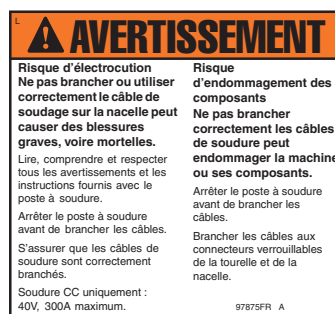 L
AVERTISSEMENT
Risque d'électrocution
Ne pas brancher ou utiliser
correctement le câble de
soudage sur la nacelle peut
causer des blessures
graves, voire mortelles.
Lire, comprendre et respecter
tous les avertissements et les
instructions fournis avec le
poste à soudure.
Arrêter le poste à soudure
avant de brancher les câbles.
S'assurer que les câbles de
soudure sont correctement
branchés.
Soudure CC uniquement :
40V, 300A maximum.
Risque
d'endommagement des
composants
Ne pas brancher
correctement les câbles
de soudure peut
endommager la machine
ou ses composants.
Arrêter le poste à soudure
avant de brancher les
câbles.
Brancher les câbles aux
connecteurs verrouillables
de la tourelle et de la
nacelle.
97875FR A